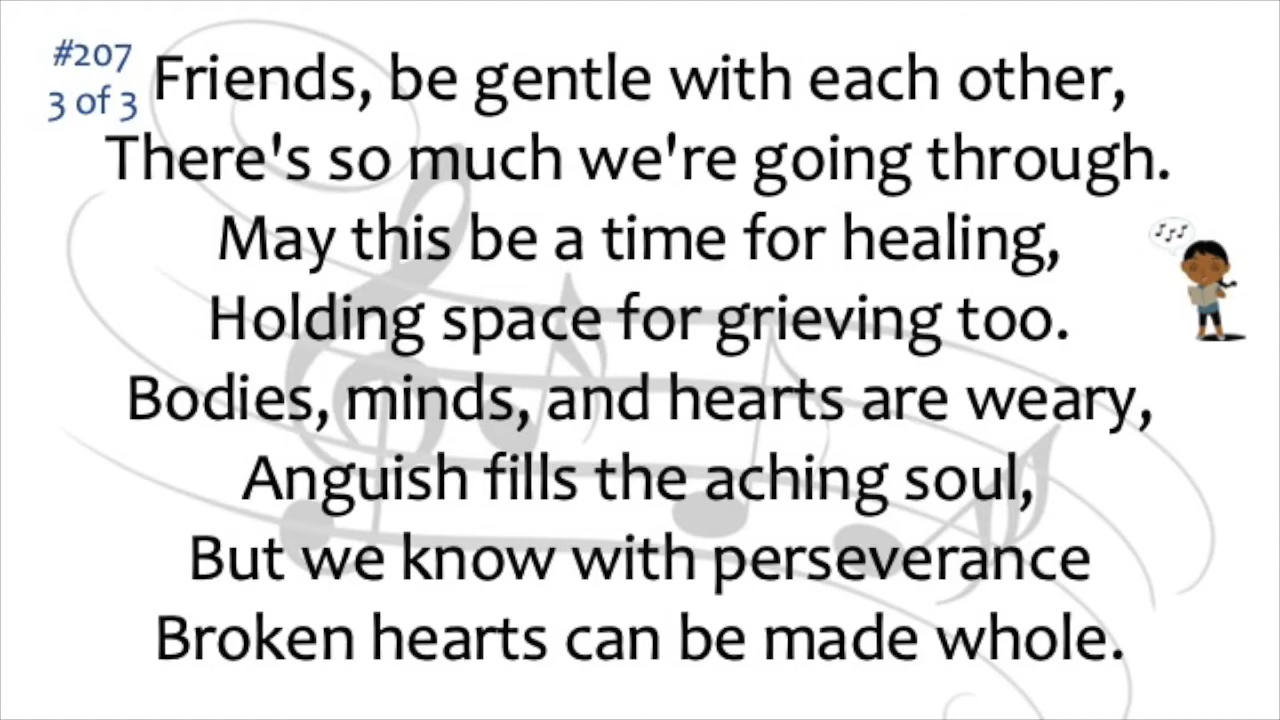 #207
3 of 3
Friends, be gentle with each other,
There's so much we're going through.
May this be a time for healing,
Holding space for grieving too.
Bodies, minds, and hearts are weary,
Anguish fills the aching soul,
But we know with perseverance
Broken hearts can be made whole.